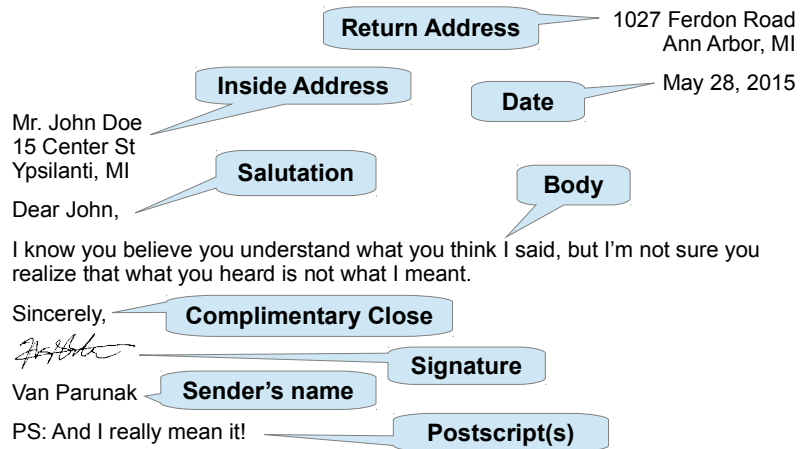 Return Address
1027 Ferdon Road
Ann Arbor, MI
Inside Address
Date
May 28, 2015
Mr. John Doe
15 Center St
Ypsilanti, MI
Salutation
Body
Dear John,
I know you believe you understand what you think I said, but I'm not sure you
realize that what you heard is not what I meant.
Sincerely,
Complimentary Close
Signature
Van Parunak
Sender's name
PS: And I really mean it!
Postscript(s)